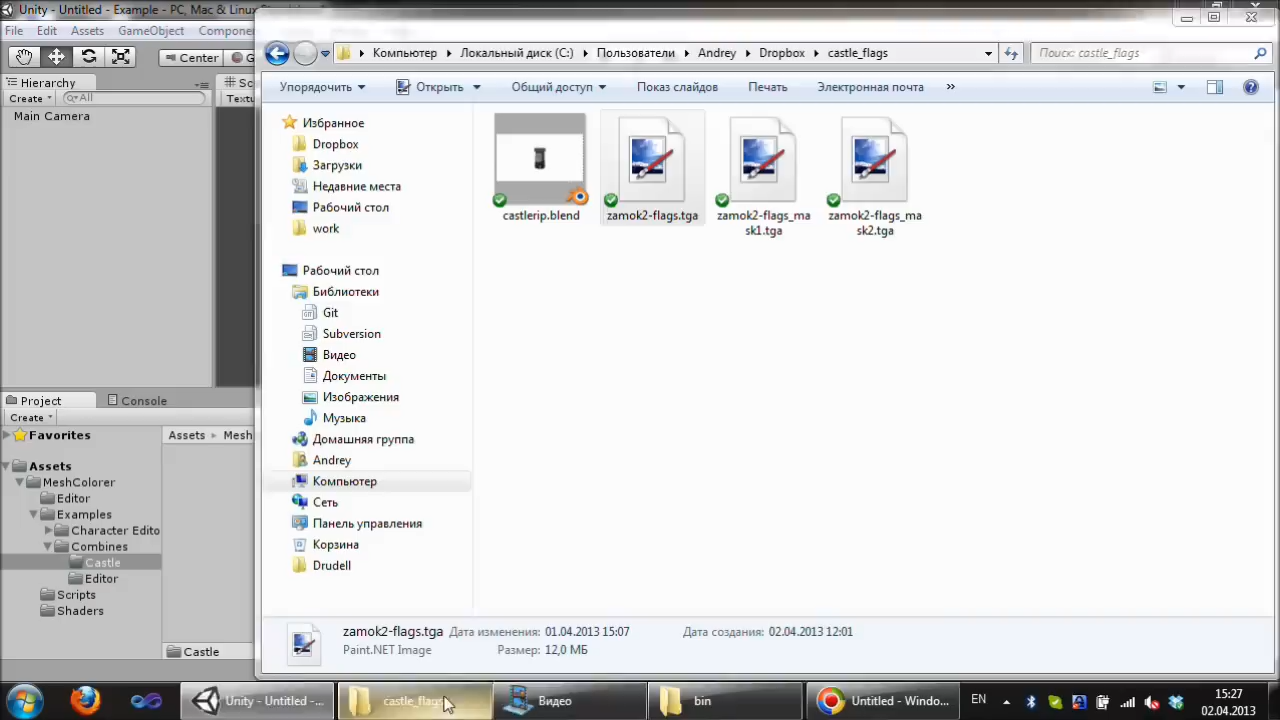 Unity - Untitled - Example - PC, Mac & Linux
File Edit Assets GameObject Compone
Center G
Hierarchy
Create All
Main Camera
Sc
Textu
Компьютер Локальный диск (C:) Пользователи Andrey Dropbox castle_flags
Поиск: castle_flags
Упорядочить Открыть Общий доступ Показ слайдов Печать Электронная почта »
Избранное
Dropbox
Загрузки
Недавние места
Рабочий стол
work
Рабочий стол
Библиотеки
Git
Subversion
Видео
Документы
Изображения
Музыка
Домашняя группа
Andrey
Компьютер
Сеть
Панель управления
Корзина
Drudell
castlerip.blend
zamok2-flags.tga
zamok2-flags_ma
sk1.tga
zamok2-flags_ma
sk2.tga
zamok2-flags.tga Дата изменения: 01.04.2013 15:07 Дата создания: 02.04.2013 12:01
Paint.NET Image Размер: 12,0 МБ
Project Console
Create
Favorites
Assets
MeshColorer
Editor
Examples
Character Edito
Combines
Castle
Editor
Scripts
Shaders
Assets Mesh
Castle
Unity - Untitled -...
castle_flags
Видео
bin
Untitled - Windo...
EN
15:27
02.04.2013